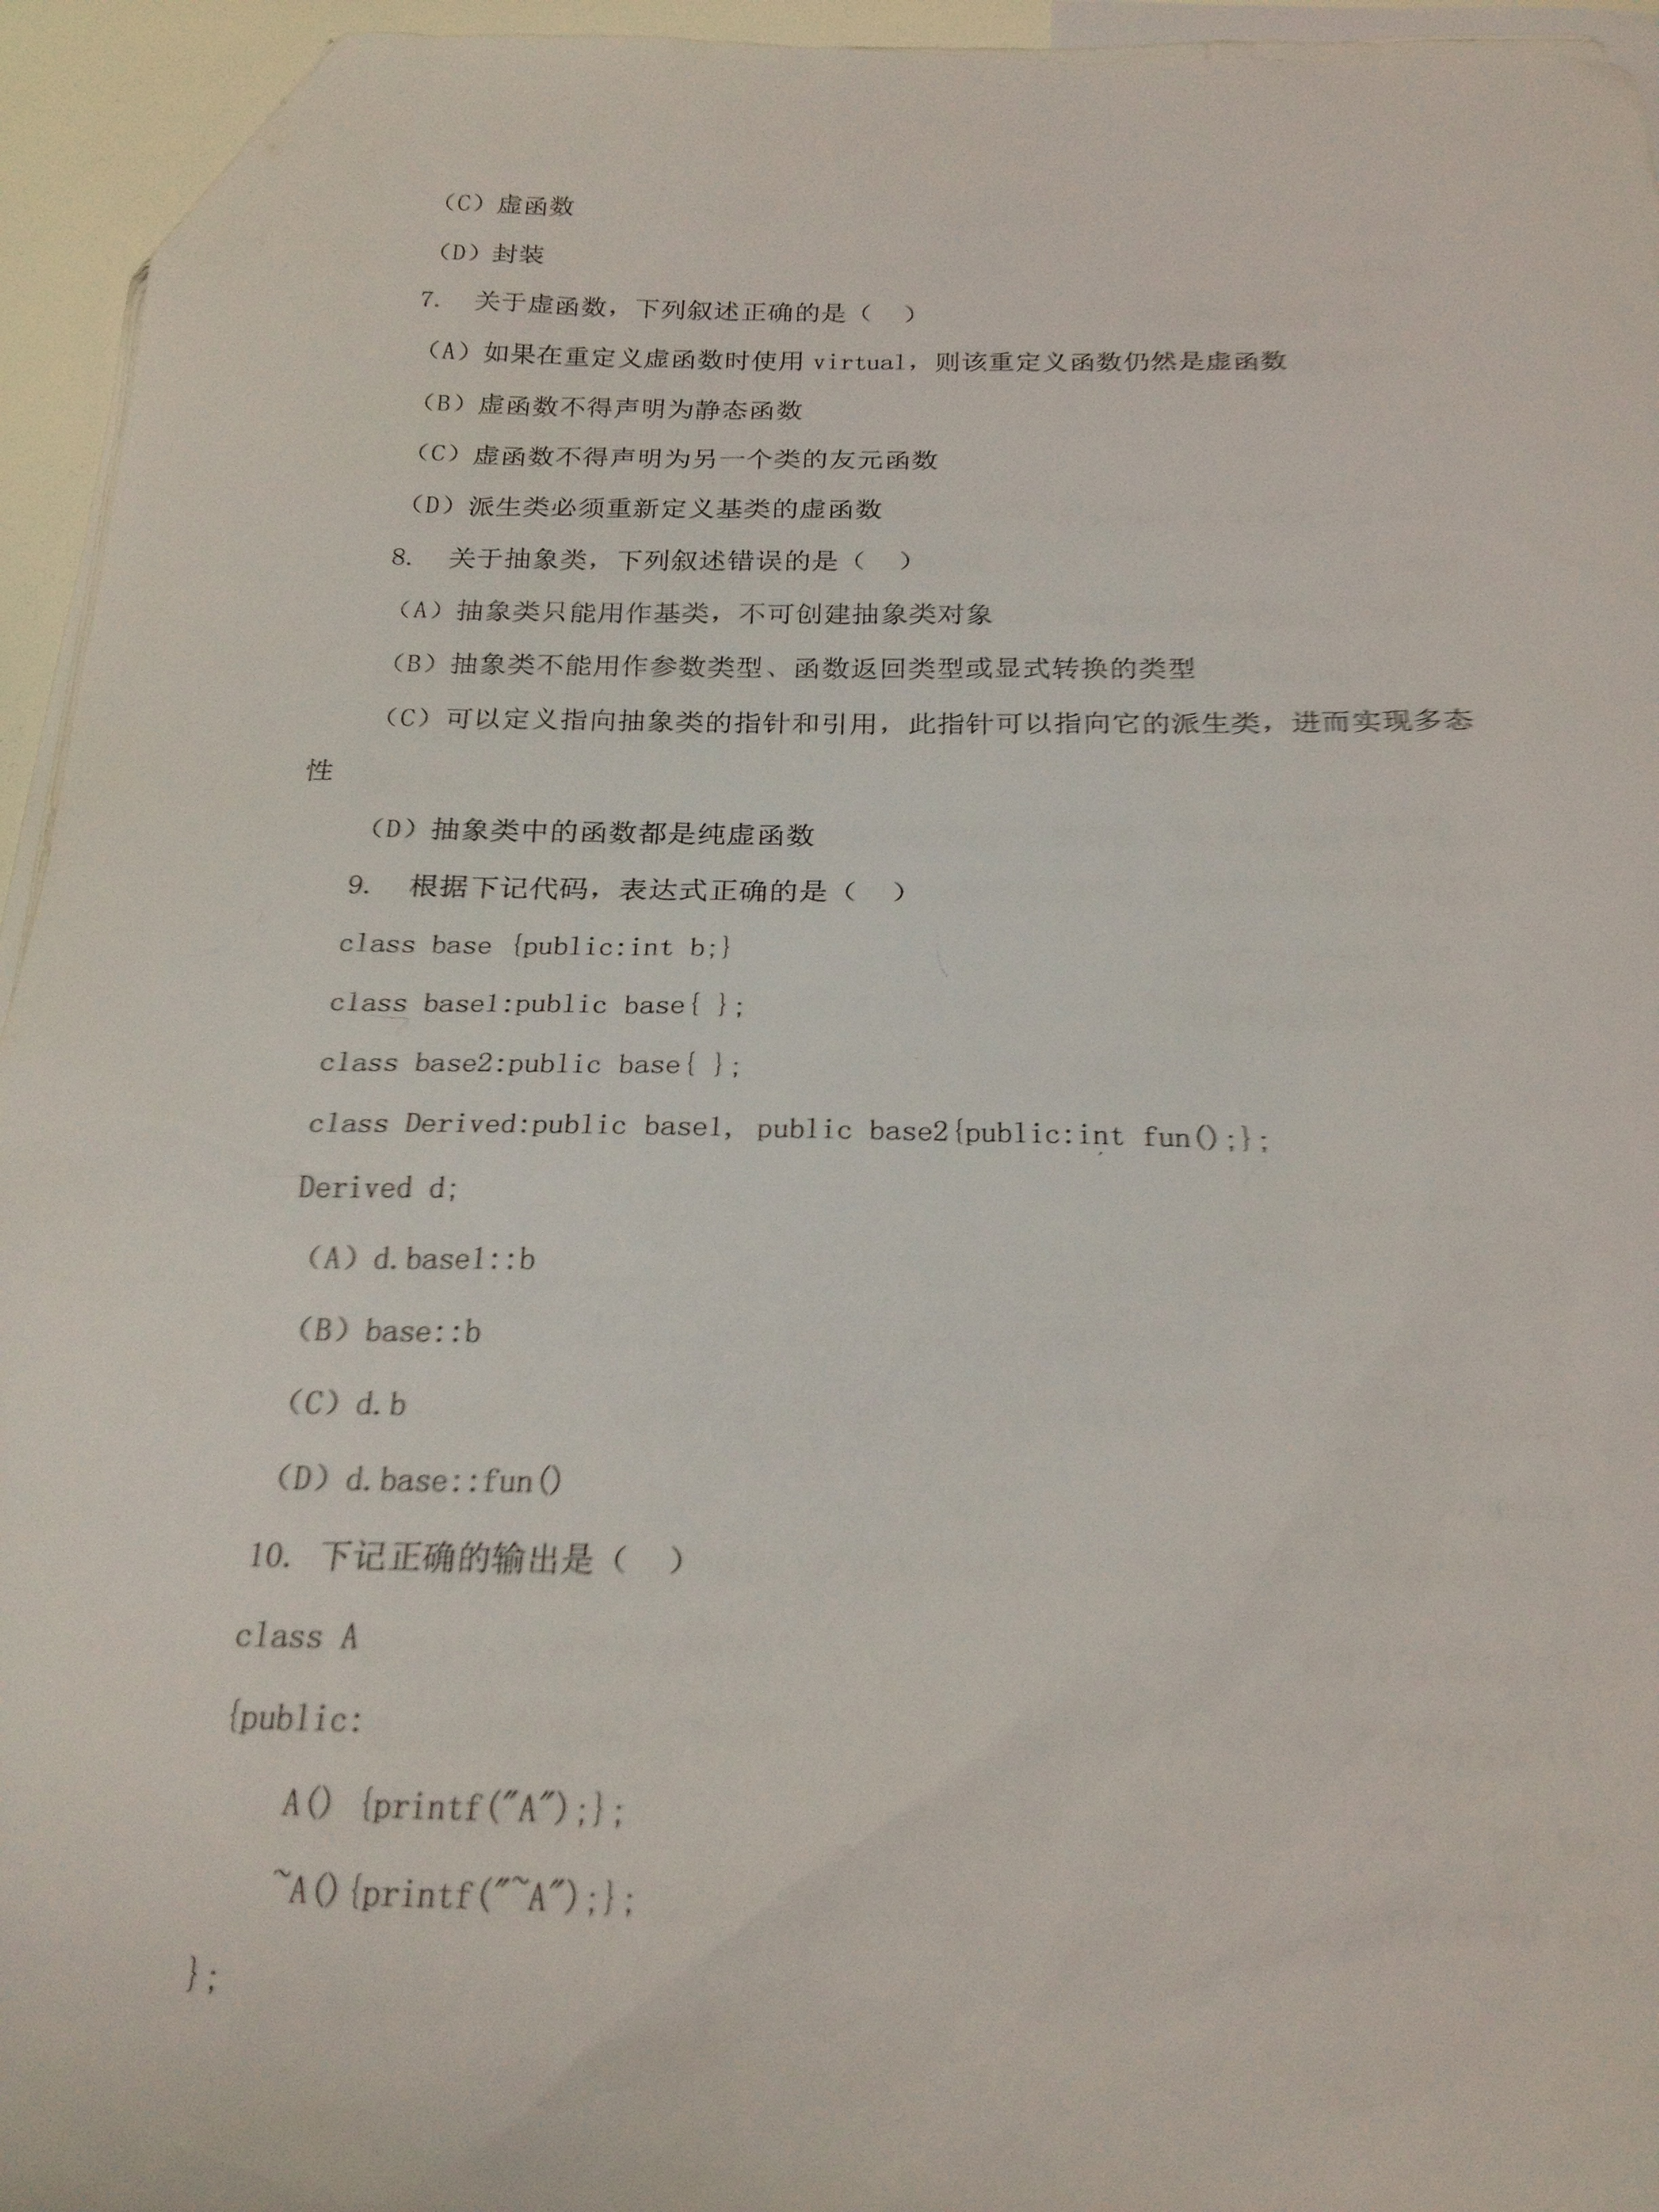 （C）虚函数
（D）封装
7. 关于虚函数，下列叙述正确的是（ ）
（A）如果在重定义虚函数时使用 virtual，则该重定义函数仍然是虚函数
（B）虚函数不得声明为静态函数
（C）虚函数不得声明为另一个类的友元函数
（D）派生类必须重新定义基类的虚函数
8. 关于抽象类，下列叙述错误的是（ ）
（A）抽象类只能用作基类，不可创建抽象类对象
（B）抽象类不能用作参数类型、函数返回类型或显式转换的类型
（C）可以定义指向抽象类的指针和引用，此指针可以指向它的派生类，进而实现多态
性
（D）抽象类中的函数都是纯虚函数
9. 根据下记代码，表达式正确的是（ ）
class base {public:int b;}
class base1:public base{ };
class base2:public base{ };
class Derived:public base1, public base2{public:int fun();};
Derived d;
（A）d.base1::b
（B）base::b
（C）d.b
（D）d.base::fun()
10. 下记正确的输出是（ ）
class A
{public:
A() {printf("A");};
~A(){printf("~A");};
};